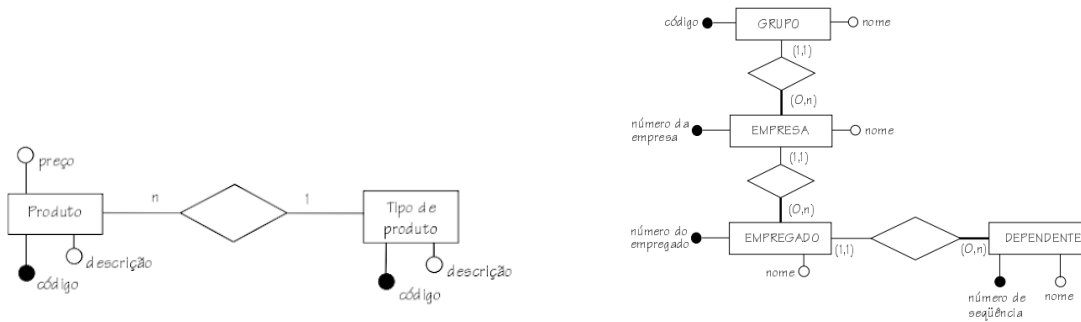 preço
Produto
n
1
Tipo de
produto
descrição
código
descrição
código
código
GRUPO
nome
(1,1)
(0,n)
número da
empresa
EMPRESA
nome
(1,1)
(0,n)
número do
empregado
EMPREGADO
(1,1)
(0,n)
DEPENDENTE
nome
número de
seqüência
nome